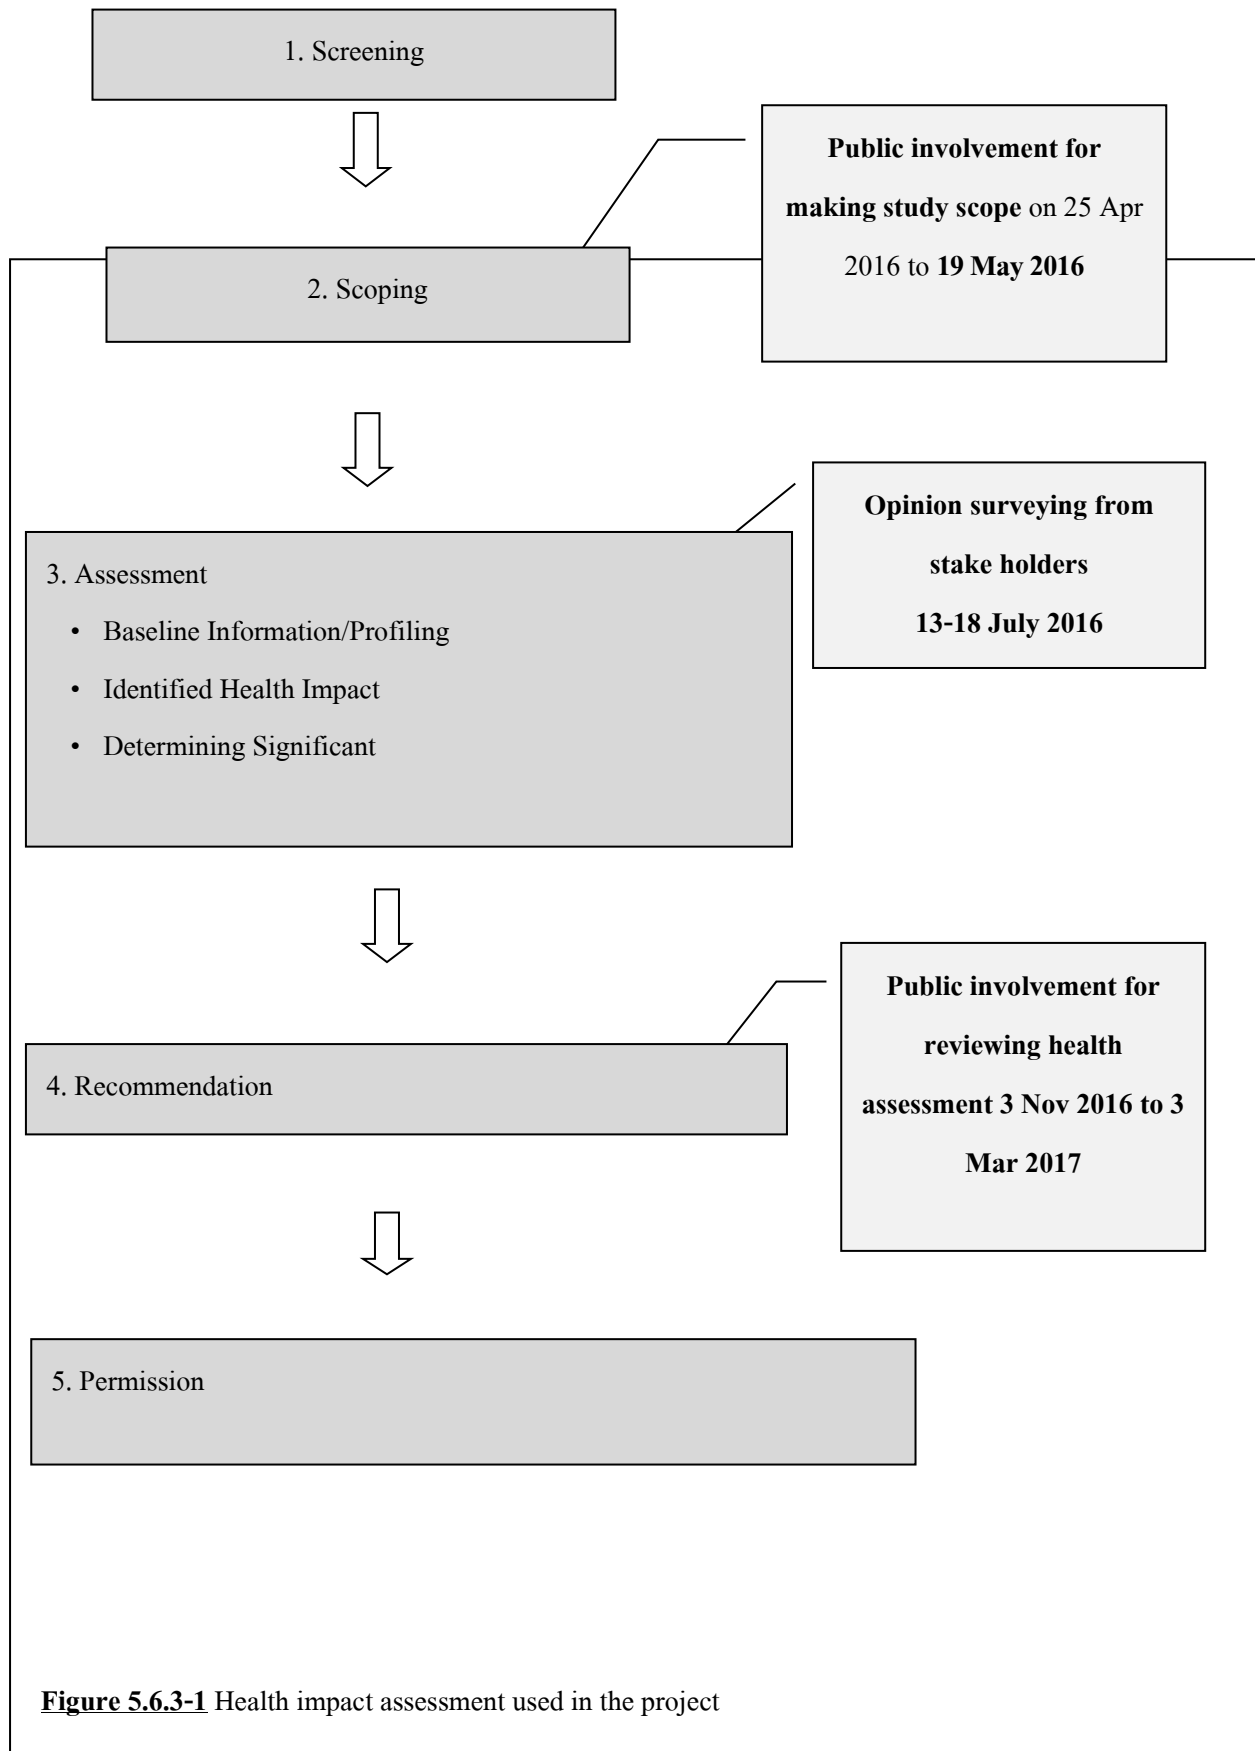 1. Screening
Public involvement for
making study scope on 25 Apr
2016 to 19 May 2016
2. Scoping
Opinion surveying from
stake holders
13-18 July 2016
3. Assessment
• Baseline Information/Profiling
• Identified Health Impact
• Determining Significant
Public involvement for
reviewing health
assessment 3 Nov 2016 to 3
Mar 2017
4. Recommendation
5. Permission
Figure 5.6.3-1 Health impact assessment used in the project